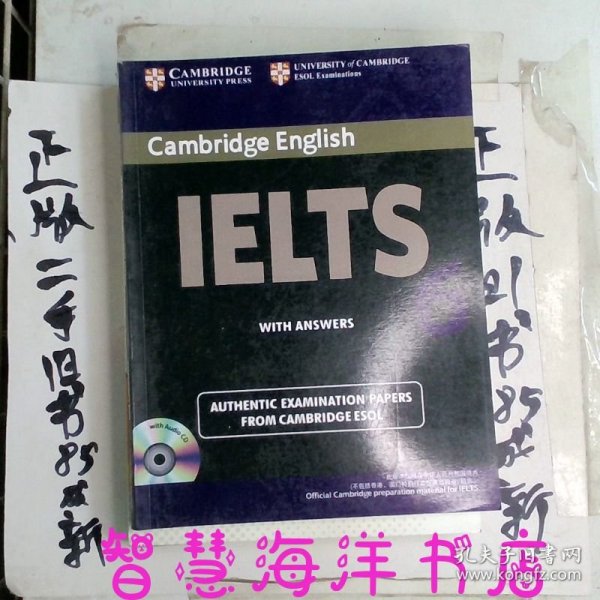 CAMBRIDGE
UNIVERSITY PRESS
UNIVERSITY of CAMBRIDGE
ESOL Examinations
Cambridge English
IELTS
WITH ANSWERS
AUTHENTIC EXAMINATION PAPERS
FROM CAMBRIDGE ESOL
with Audio CD
Official Cambridge preparation material for IELTS
正版二手旧书85成新
正版旧书85成新
智慧海洋书店
孔夫子旧书网
www.kongfz.com